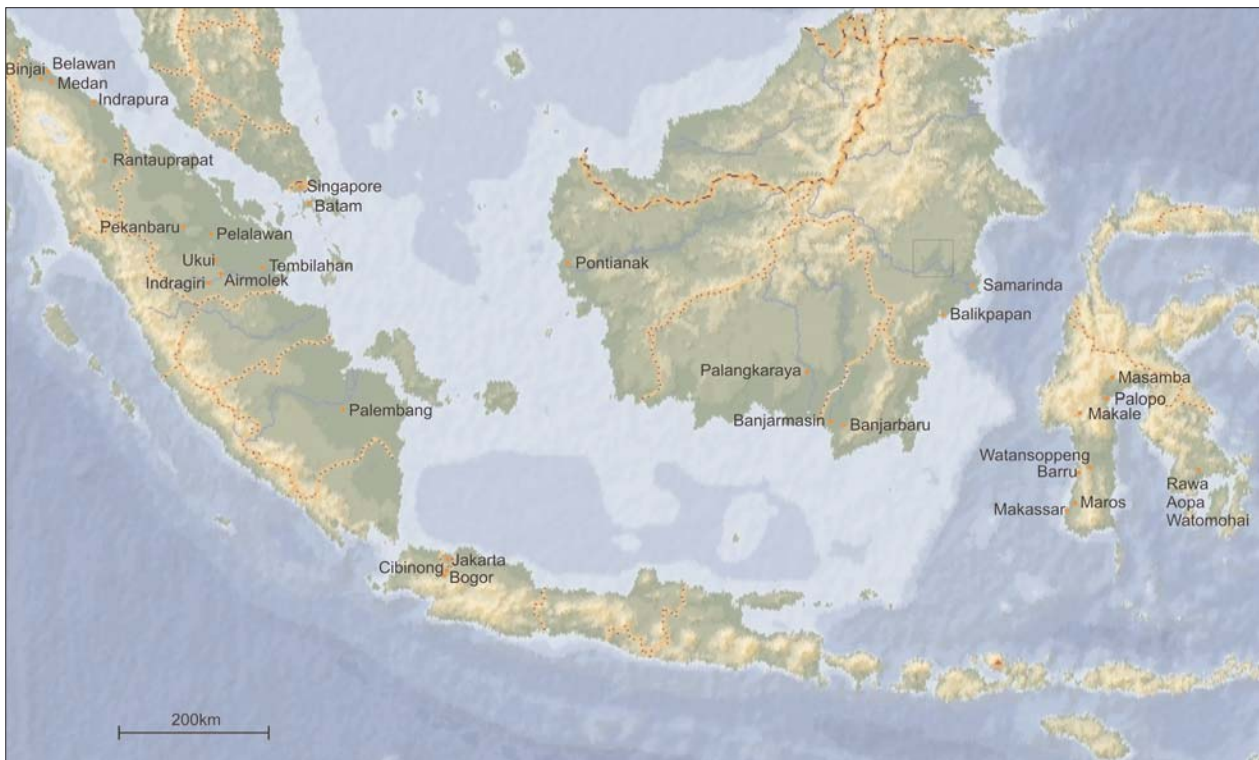 Belawan
Binjai
Medan
Indrapura
Rantauprapat
Singapore
Batam
Pekanbaru
Pelalawan
Ukui
Tembilahan
Indragiri
Airmolek
Pontianak
Samarinda
Balikpapan
Palangkaraya
Masamba
Palopo
Makale
Palembang
Banjarmasin
Banjarbaru
Watansoppeng
Barru
Rawa
Aopa
Watomohai
Makassar
Maros
Jakarta
Cibinong
Bogor
200km